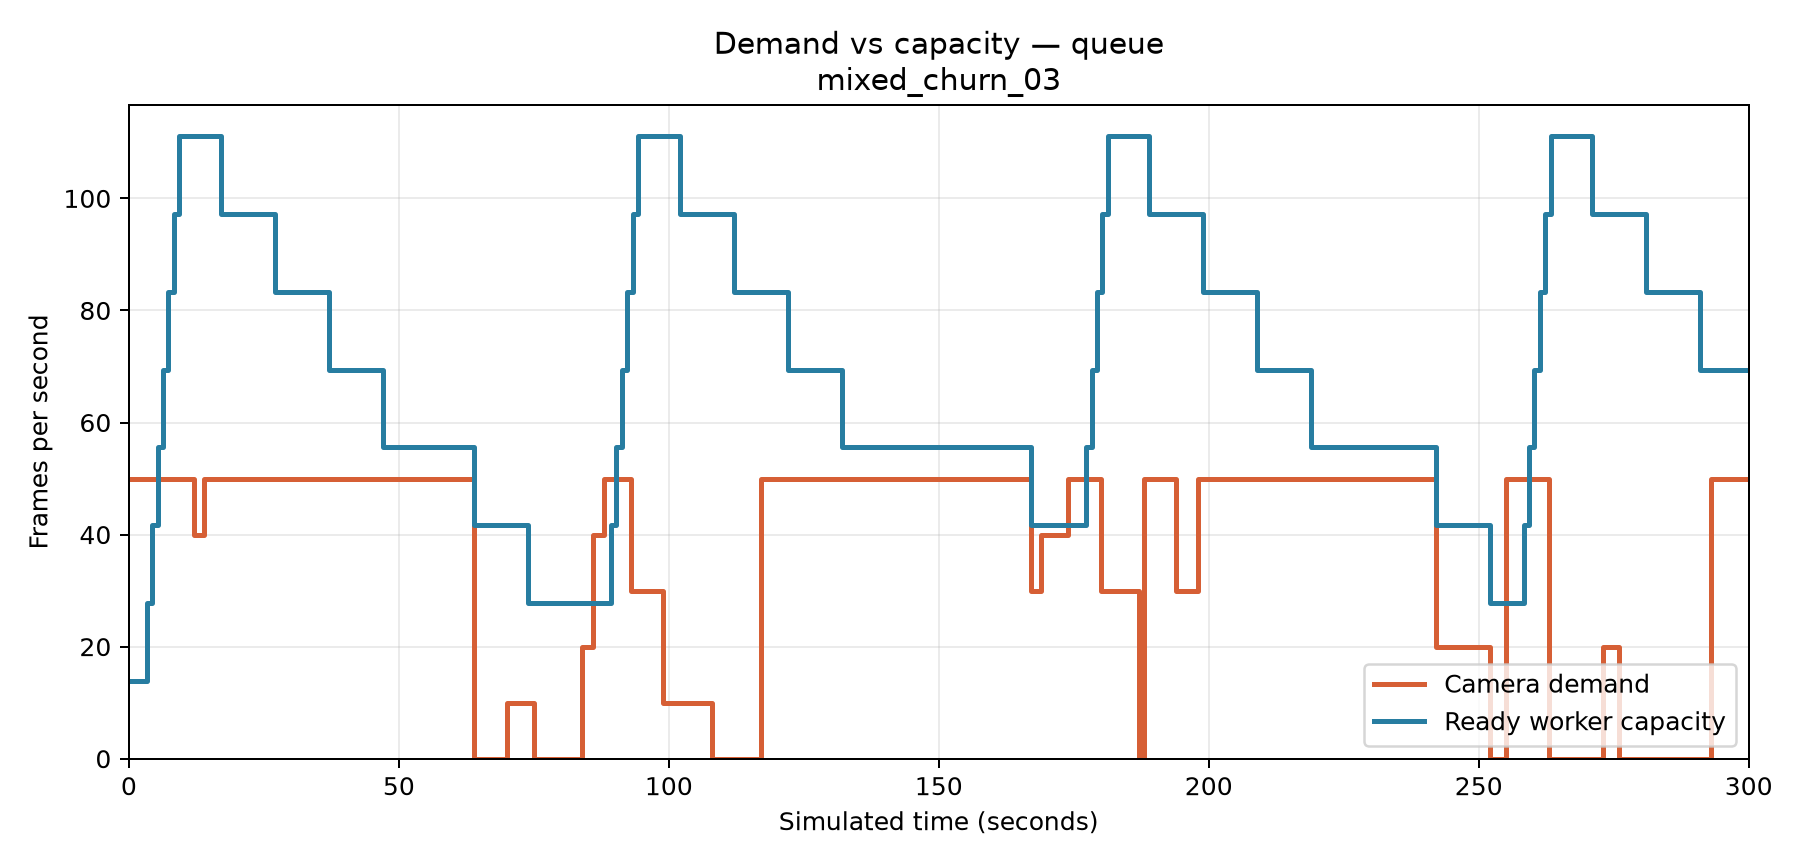 Demand vs capacity — queue
mixed_churn_03
Frames per second
100
80
60
40
20
0
Camera demand
Ready worker capacity
0 50 100 150 200 250 300
Simulated time (seconds)